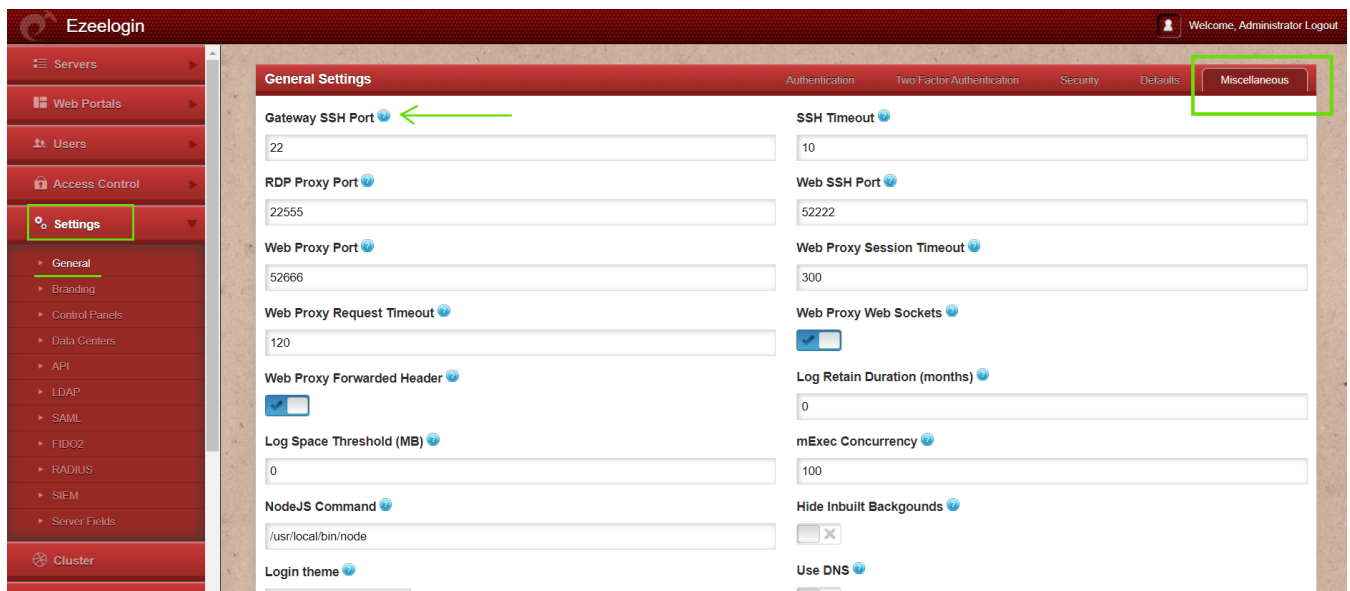 Ezeelogin
Welcome, Administrator Logout
Servers
Web Portals
Users
Access Control
Settings
General
Branding
Control Panels
Data Centers
API
LDAP
SAML
FIDO2
RADIUS
SIEM
Server Fields
Cluster
General Settings
Authentication
Two Factor Authentication
Security
Defaults
Miscellaneous
Gateway SSH Port
22
SSH Timeout
10
RDP Proxy Port
22555
Web SSH Port
52222
Web Proxy Port
52666
Web Proxy Session Timeout
300
Web Proxy Request Timeout
120
Web Proxy Web Sockets
Web Proxy Forwarded Header
Log Retain Duration (months)
0
Log Space Threshold (MB)
0
mExec Concurrency
100
NodeJS Command
/usr/local/bin/node
Hide Inbuilt Backgounds
Login theme
Use DNS